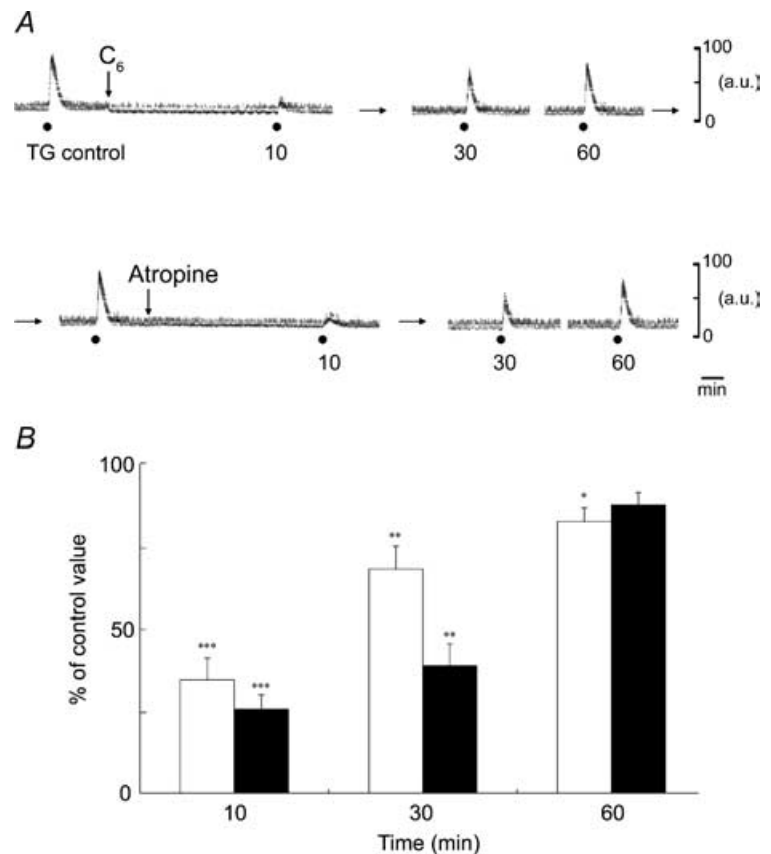 A
C₆
100
(a.u.)
0
TG control 10 30 60
Atropine
100
(a.u.)
0
10 30 60
min
B
100
50
0
% of control value
***
***
**
**
*
10 30 60
Time (min)